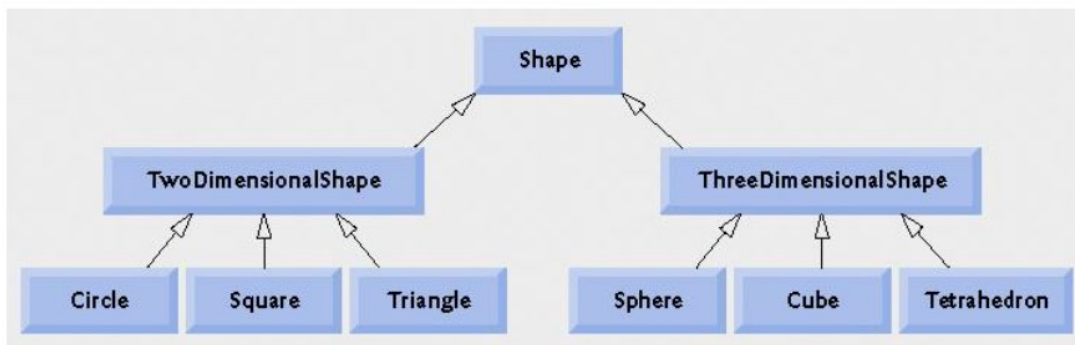 Shape
TwoDimensionalShape
ThreeDimensionalShape
Circle
Square
Triangle
Sphere
Cube
Tetrahedron